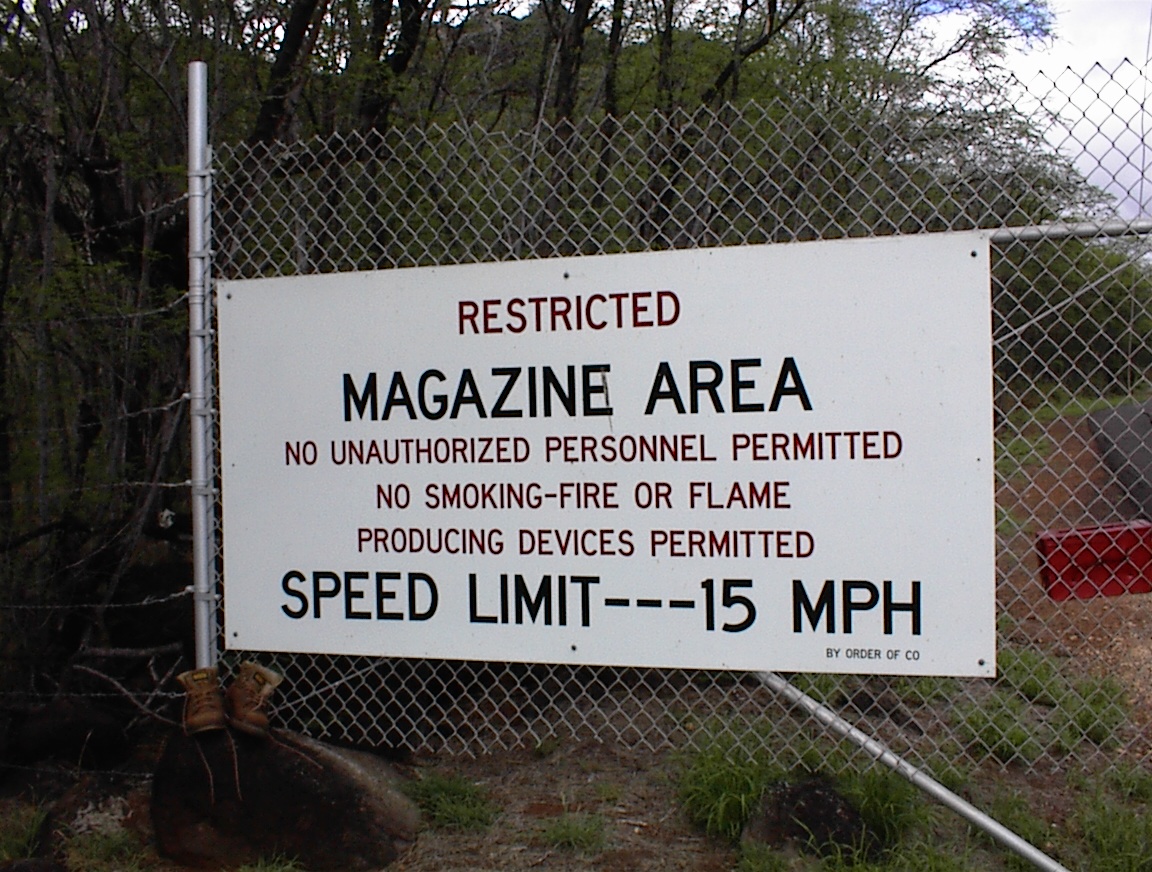 RESTRICTED
MAGAZINE AREA
NO UNAUTHORIZED PERSONNEL PERMITTED
NO SMOKING-FIRE OR FLAME
PRODUCING DEVICES PERMITTED
SPEED LIMIT---15 MPH
BY ORDER OF CO